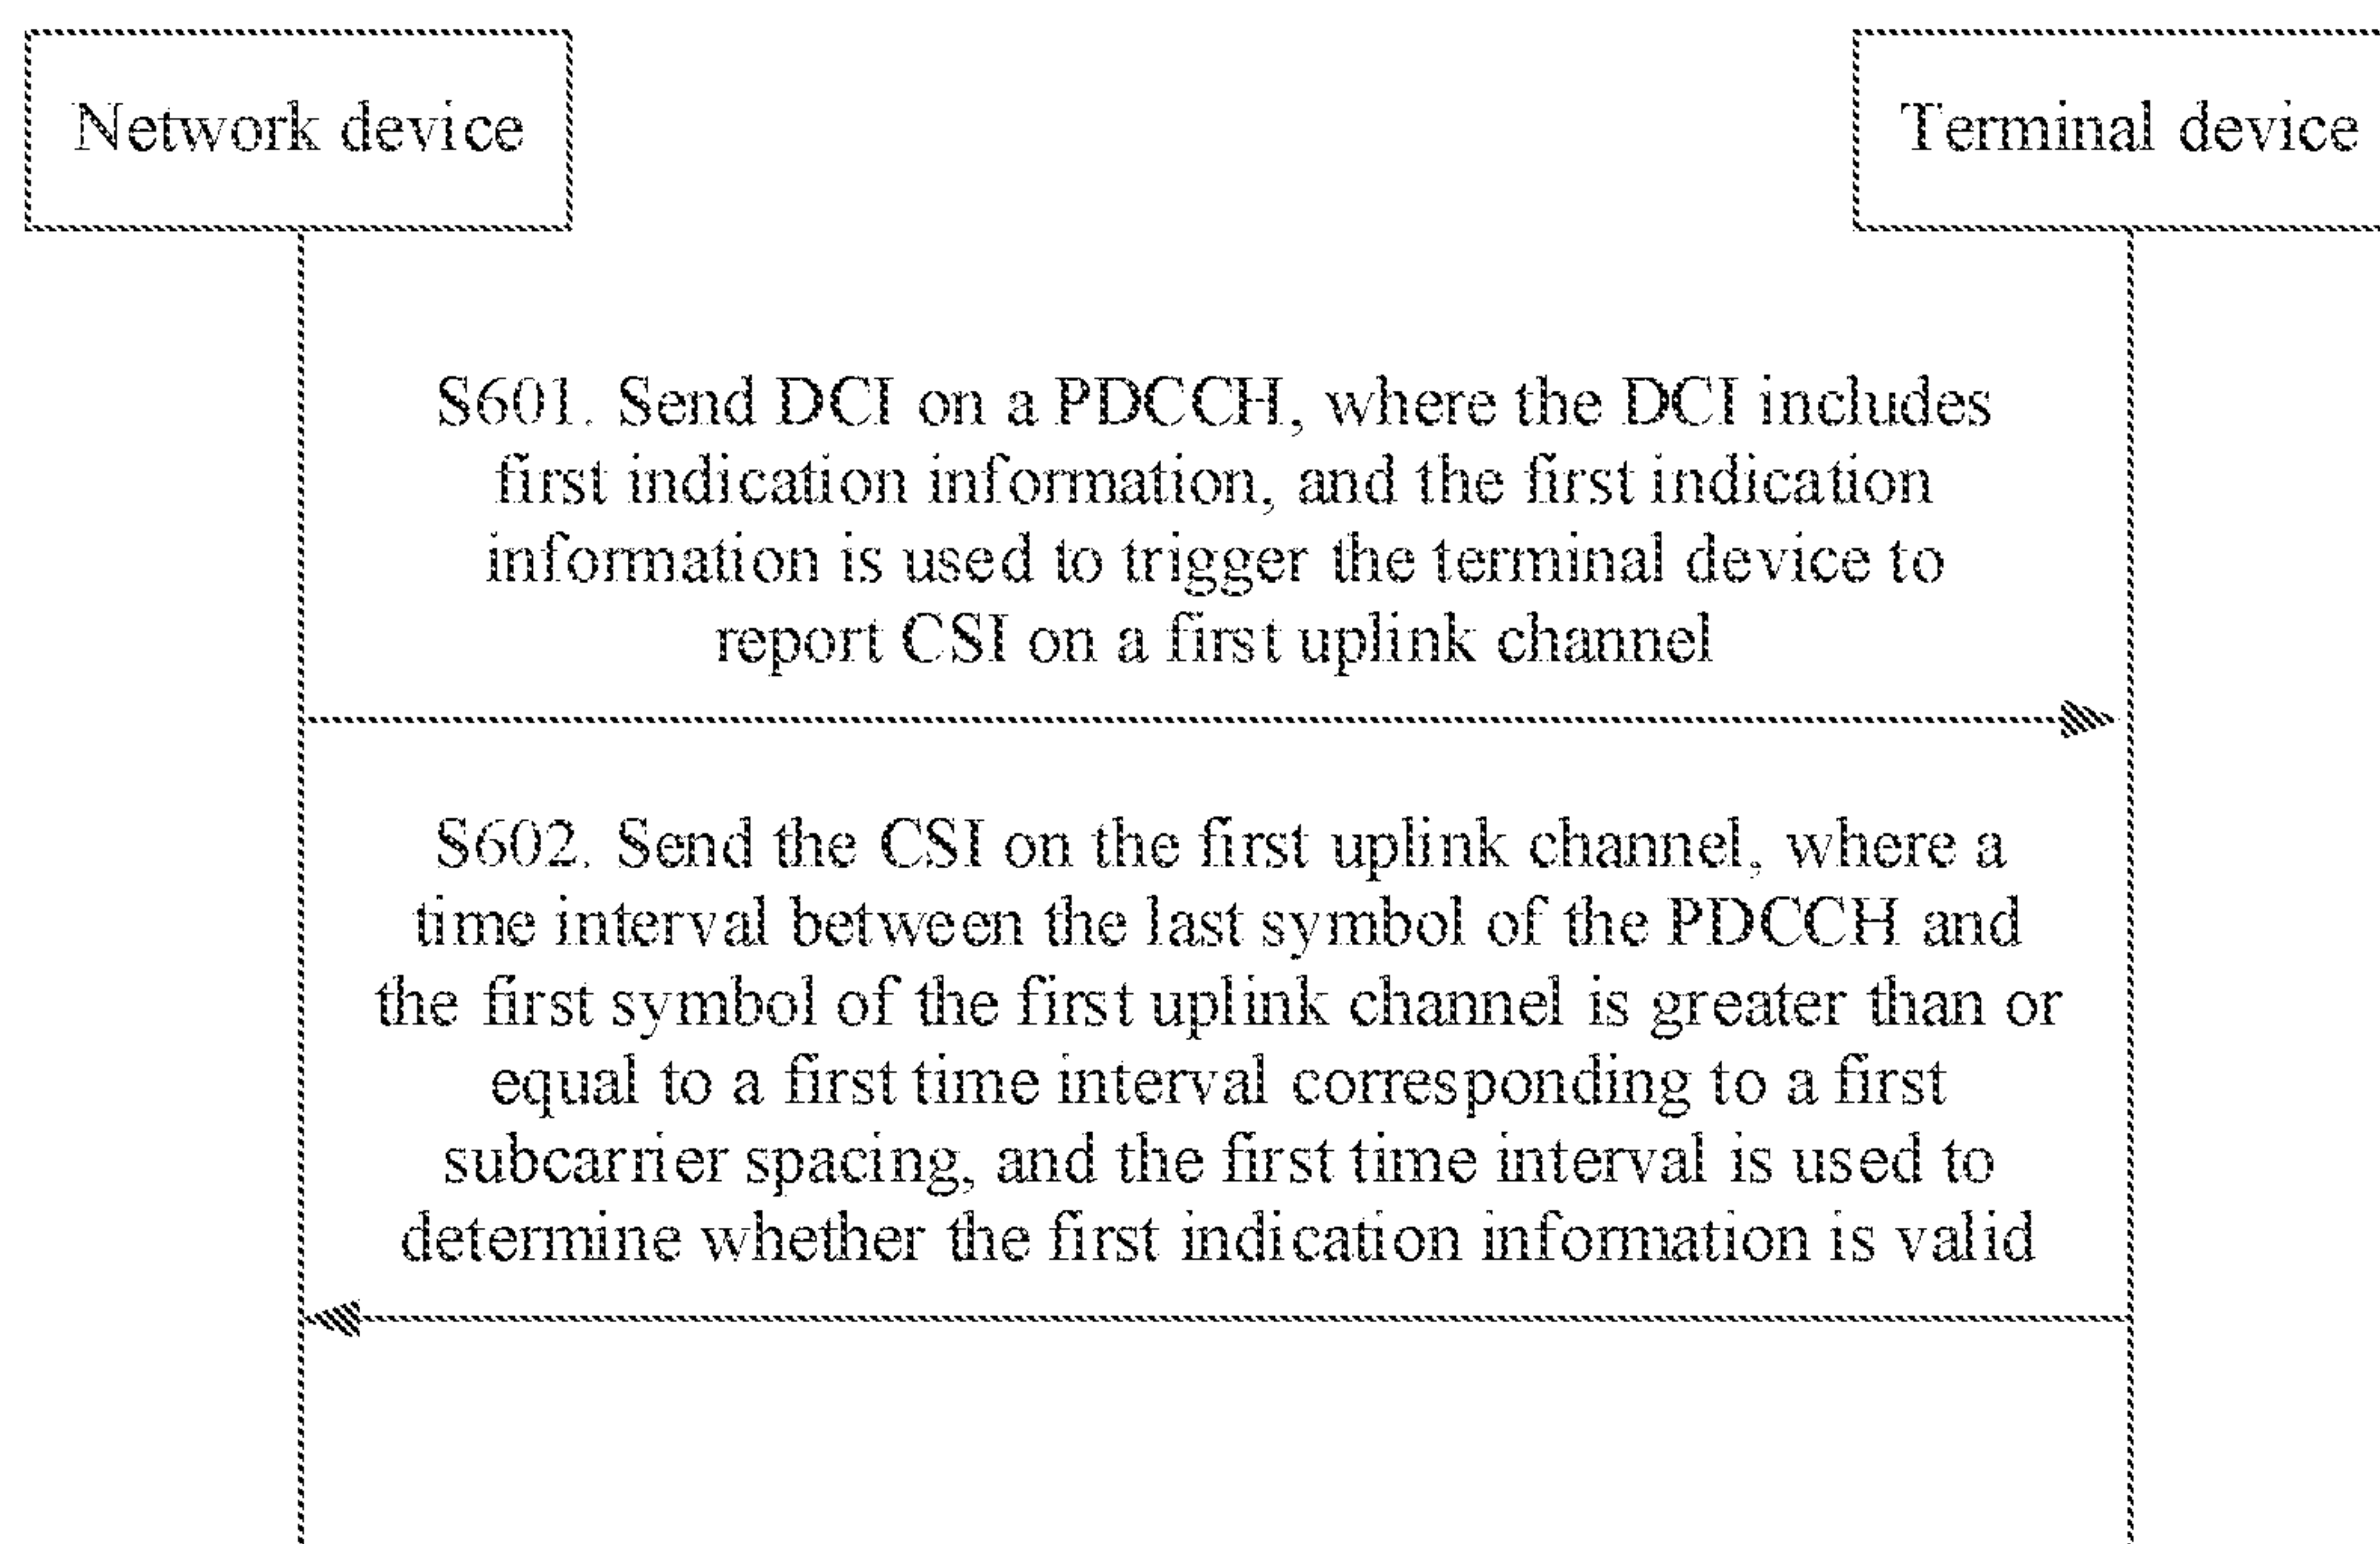 Network device
Terminal device
S601. Send DCI on a PDCCH, where the DCI includes
first indication information, and the first indication
information is used to trigger the terminal device to
report CSI on a first uplink channel
S602. Send the CSI on the first uplink channel, where a
time interval between the last symbol of the PDCCH and
the first symbol of the first uplink channel is greater than or
equal to a first time interval corresponding to a first
subcarrier spacing, and the first time interval is used to
determine whether the first indication information is valid